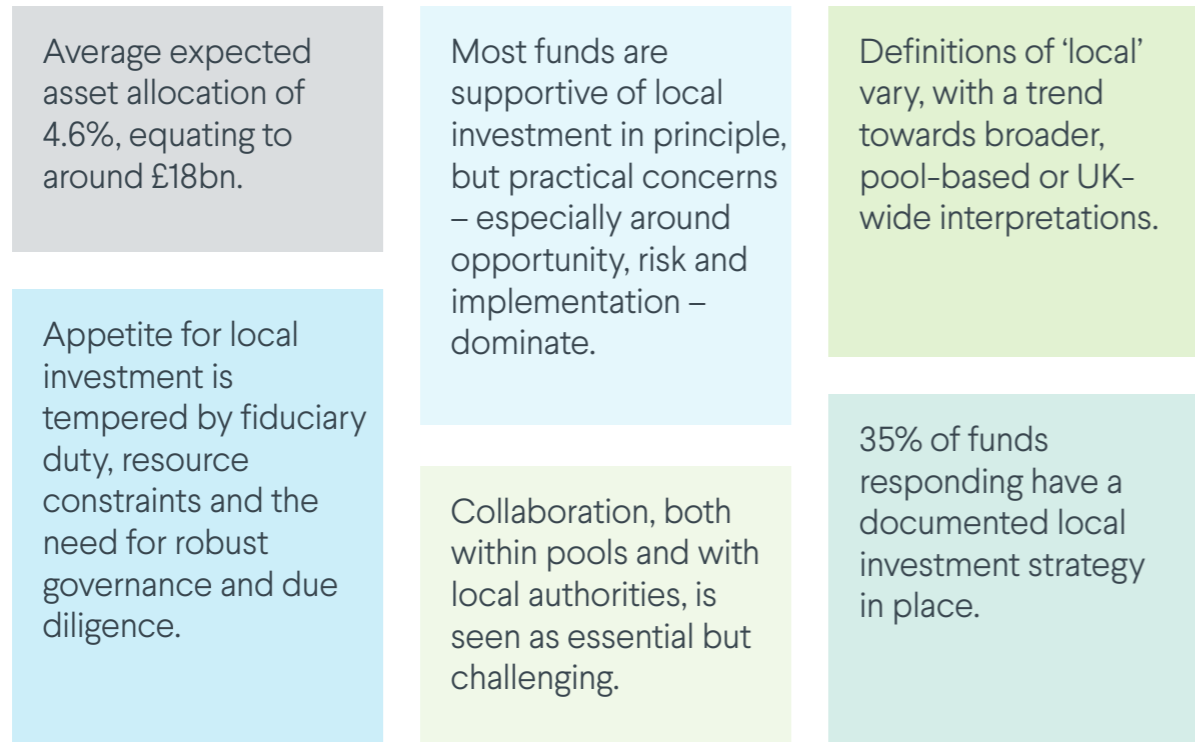 Average expected
asset allocation of
4.6%, equating to
around £18bn.
Appetite for local
investment is
tempered by fiduciary
duty, resource
constraints and the
need for robust
governance and due
diligence.
Most funds are
supportive of local
investment in principle,
but practical concerns
– especially around
opportunity, risk and
implementation –
dominate.
Collaboration, both
within pools and with
local authorities, is
seen as essential but
challenging.
Definitions of ‘local’
vary, with a trend
towards broader,
pool-based or UK-
wide interpretations.
35% of funds
responding have a
documented local
investment strategy
in place.